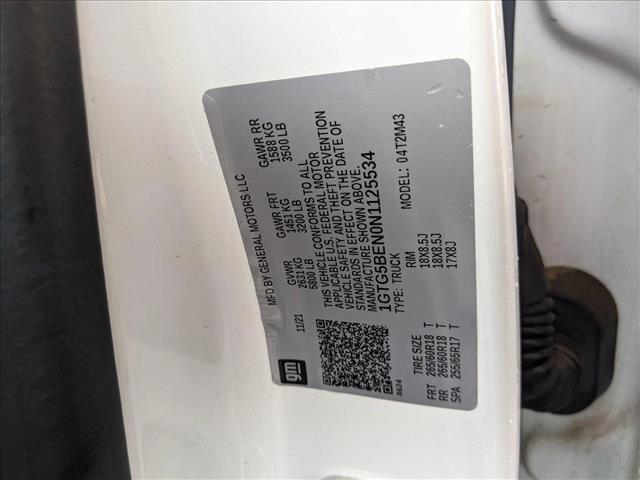 MFD BY GENERAL MOTORS LLC
11/21
GVWR GAWR FRT GAWR RR
2631 KG 1451 KG 1588 KG
5800 LB 3200 LB 3500 LB
THIS VEHICLE CONFORMS TO ALL
APPLICABLE U.S. FEDERAL MOTOR
VEHICLE SAFETY AND THEFT PREVENTION
STANDARDS IN EFFECT ON THE DATE OF
MANUFACTURE SHOWN ABOVE.
1GTG5BEN0N1125534
TYPE: TRUCK MODEL: 04T2M43
gm
8624
TIRE SIZE RIM
FRT 265/60R18 T 18X8.5J
RR 265/60R18 T 18X8.5J
SPA 255/65R17 T 17X8J